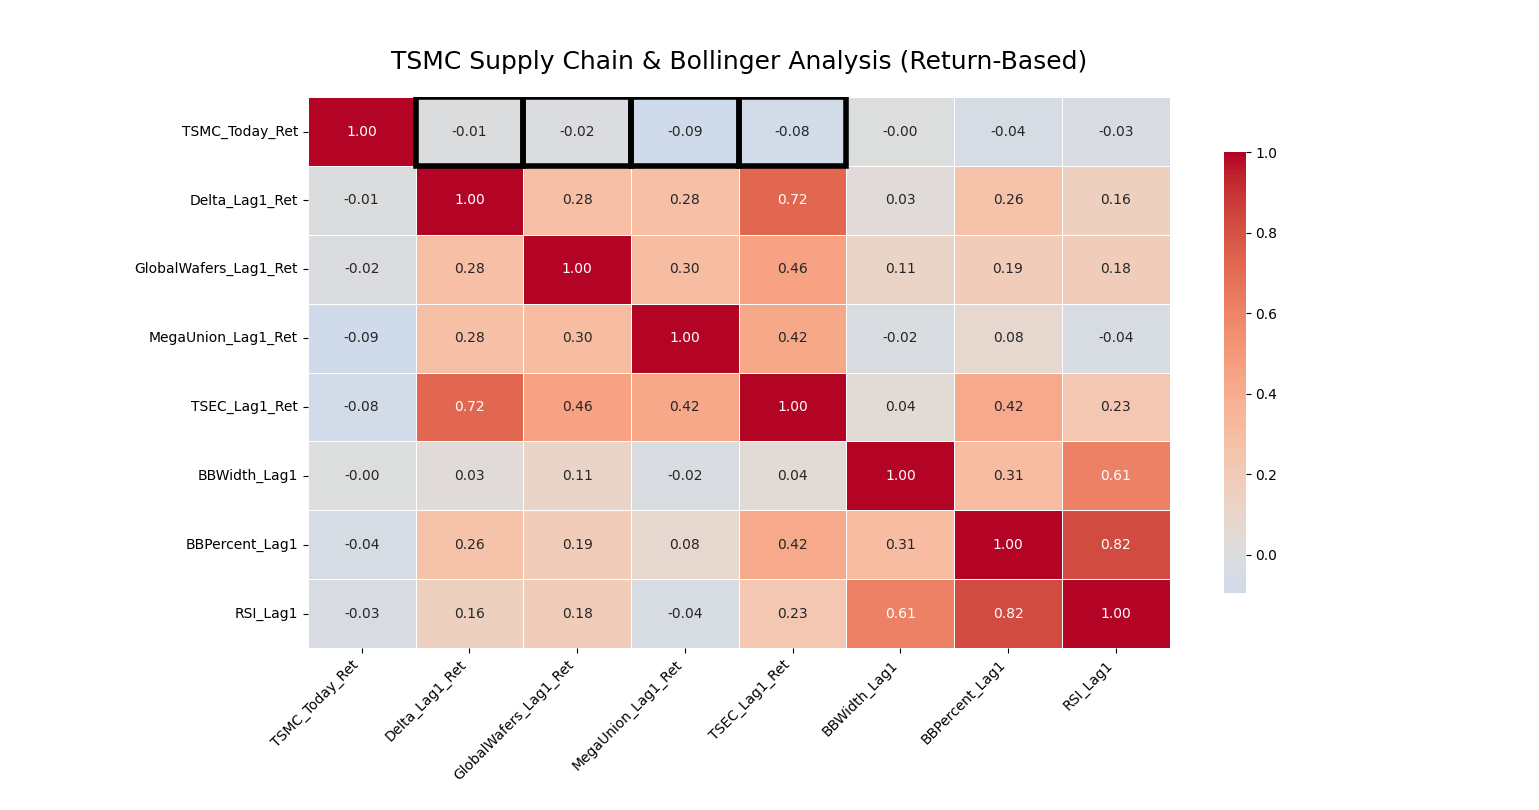 TSMC Supply Chain & Bollinger Analysis (Return-Based)
TSMC_Today_Ret 1.00 -0.01 -0.02 -0.09 -0.08 -0.00 -0.04 -0.03
Delta_Lag1_Ret -0.01 1.00 0.28 0.28 0.72 0.03 0.26 0.16
GlobalWafers_Lag1_Ret -0.02 0.28 1.00 0.30 0.46 0.11 0.19 0.18
MegaUnion_Lag1_Ret -0.09 0.28 0.30 1.00 0.42 -0.02 0.08 -0.04
TSEC_Lag1_Ret -0.08 0.72 0.46 0.42 1.00 0.04 0.42 0.23
BBWidth_Lag1 -0.00 0.03 0.11 -0.02 0.04 1.00 0.31 0.61
BBPercent_Lag1 -0.04 0.26 0.19 0.08 0.42 0.31 1.00 0.82
RSI_Lag1 -0.03 0.16 0.18 -0.04 0.23 0.61 0.82 1.00
TSMC_Today_Ret
Delta_Lag1_Ret
GlobalWafers_Lag1_Ret
MegaUnion_Lag1_Ret
TSEC_Lag1_Ret
BBWidth_Lag1
BBPercent_Lag1
RSI_Lag1
1.0
0.8
0.6
0.4
0.2
0.0